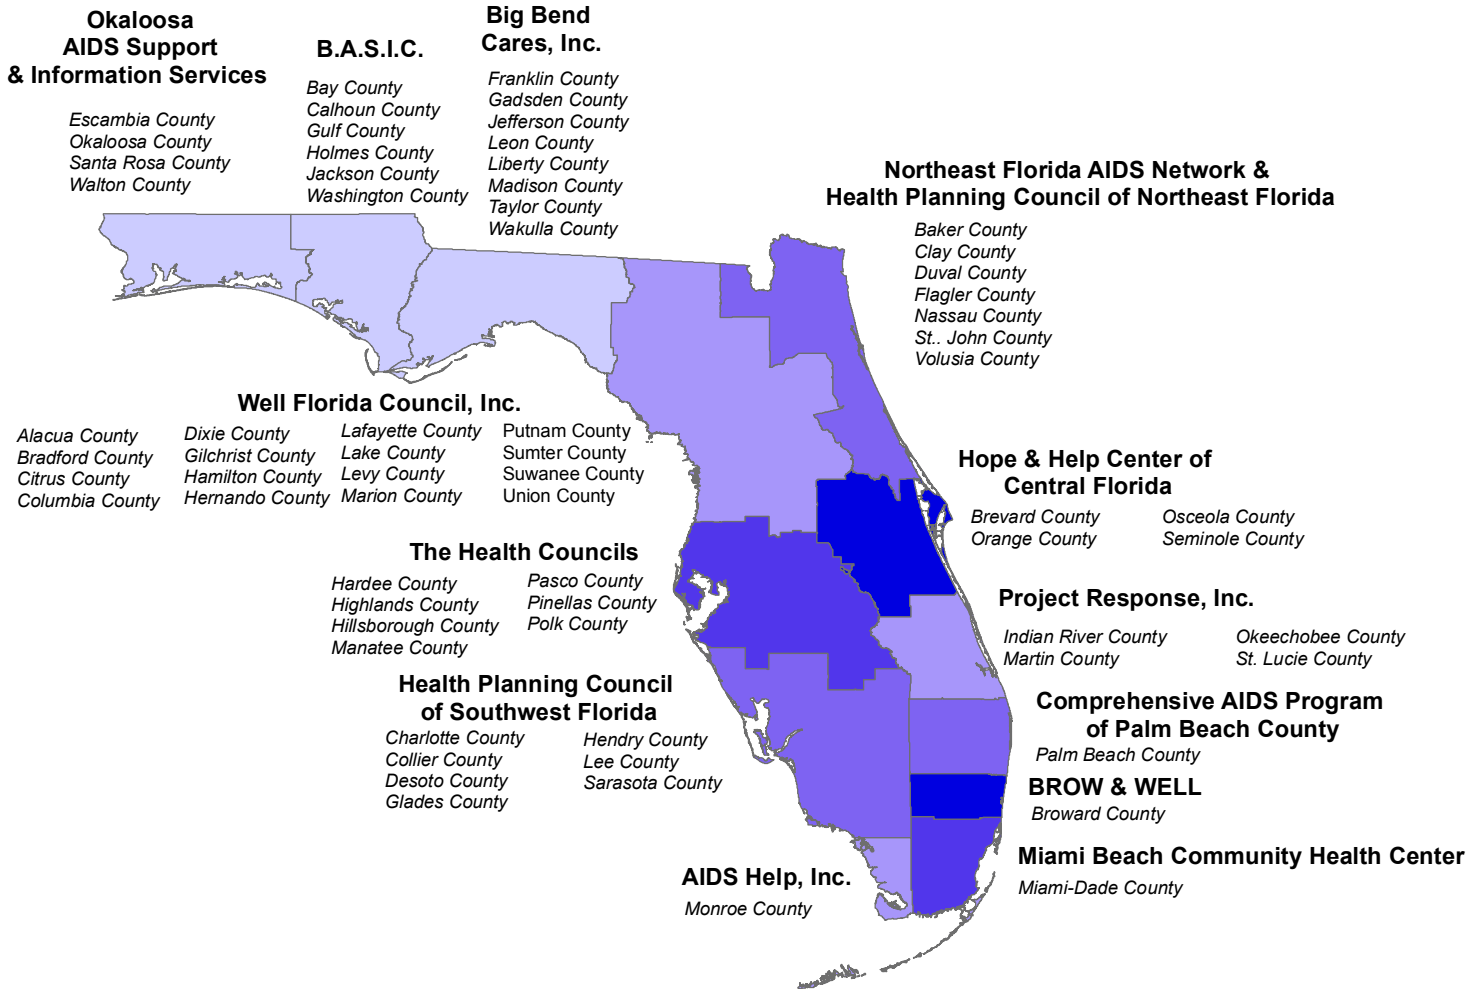 Okaloosa
AIDS Support
& Information Services
Escambia County
Okaloosa County
Santa Rosa County
Walton County
B.A.S.I.C.
Bay County
Calhoun County
Gulf County
Holmes County
Jackson County
Washington County
Big Bend
Cares, Inc.
Franklin County
Gadsden County
Jefferson County
Leon County
Liberty County
Madison County
Taylor County
Wakulla County
Northeast Florida AIDS Network &
Health Planning Council of Northeast Florida
Baker County
Clay County
Duval County
Flagler County
Nassau County
St.. John County
Volusia County
Well Florida Council, Inc.
Alacua County
Bradford County
Citrus County
Columbia County
Dixie County
Gilchrist County
Hamilton County
Hernando County
Lafayette County
Lake County
Levy County
Marion County
Putnam County
Sumter County
Suwanee County
Union County
Hope & Help Center of
Central Florida
Brevard County
Orange County
Osceola County
Seminole County
The Health Councils
Hardee County
Highlands County
Hillsborough County
Manatee County
Pasco County
Pinellas County
Polk County
Project Response, Inc.
Indian River County
Martin County
Okeechobee County
St. Lucie County
Health Planning Council
of Southwest Florida
Charlotte County
Collier County
Desoto County
Glades County
Hendry County
Lee County
Sarasota County
Comprehensive AIDS Program
of Palm Beach County
Palm Beach County
BROW & WELL
Broward County
Miami Beach Community Health Center
Miami-Dade County
AIDS Help, Inc.
Monroe County